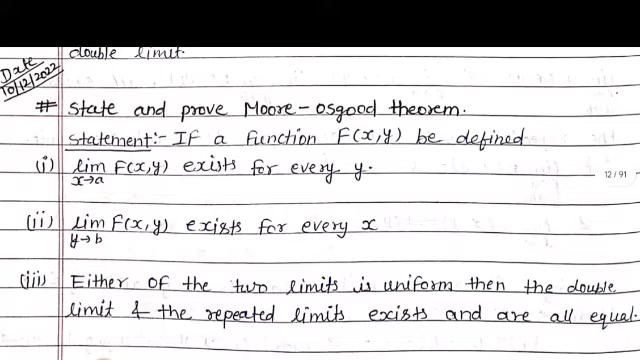 double limit.
Date
10/12/2022
# State and prove Moore-Osgood theorem.
Statement:- If a function F(x,y) be defined
(i) lim F(x,y) exists for every y.
x→a
12 / 91
(ii) lim F(x,y) exists for every x
y→b
(iii) Either of the two limits is uniform then the double
limit & the repeated limits exists and are all equal.